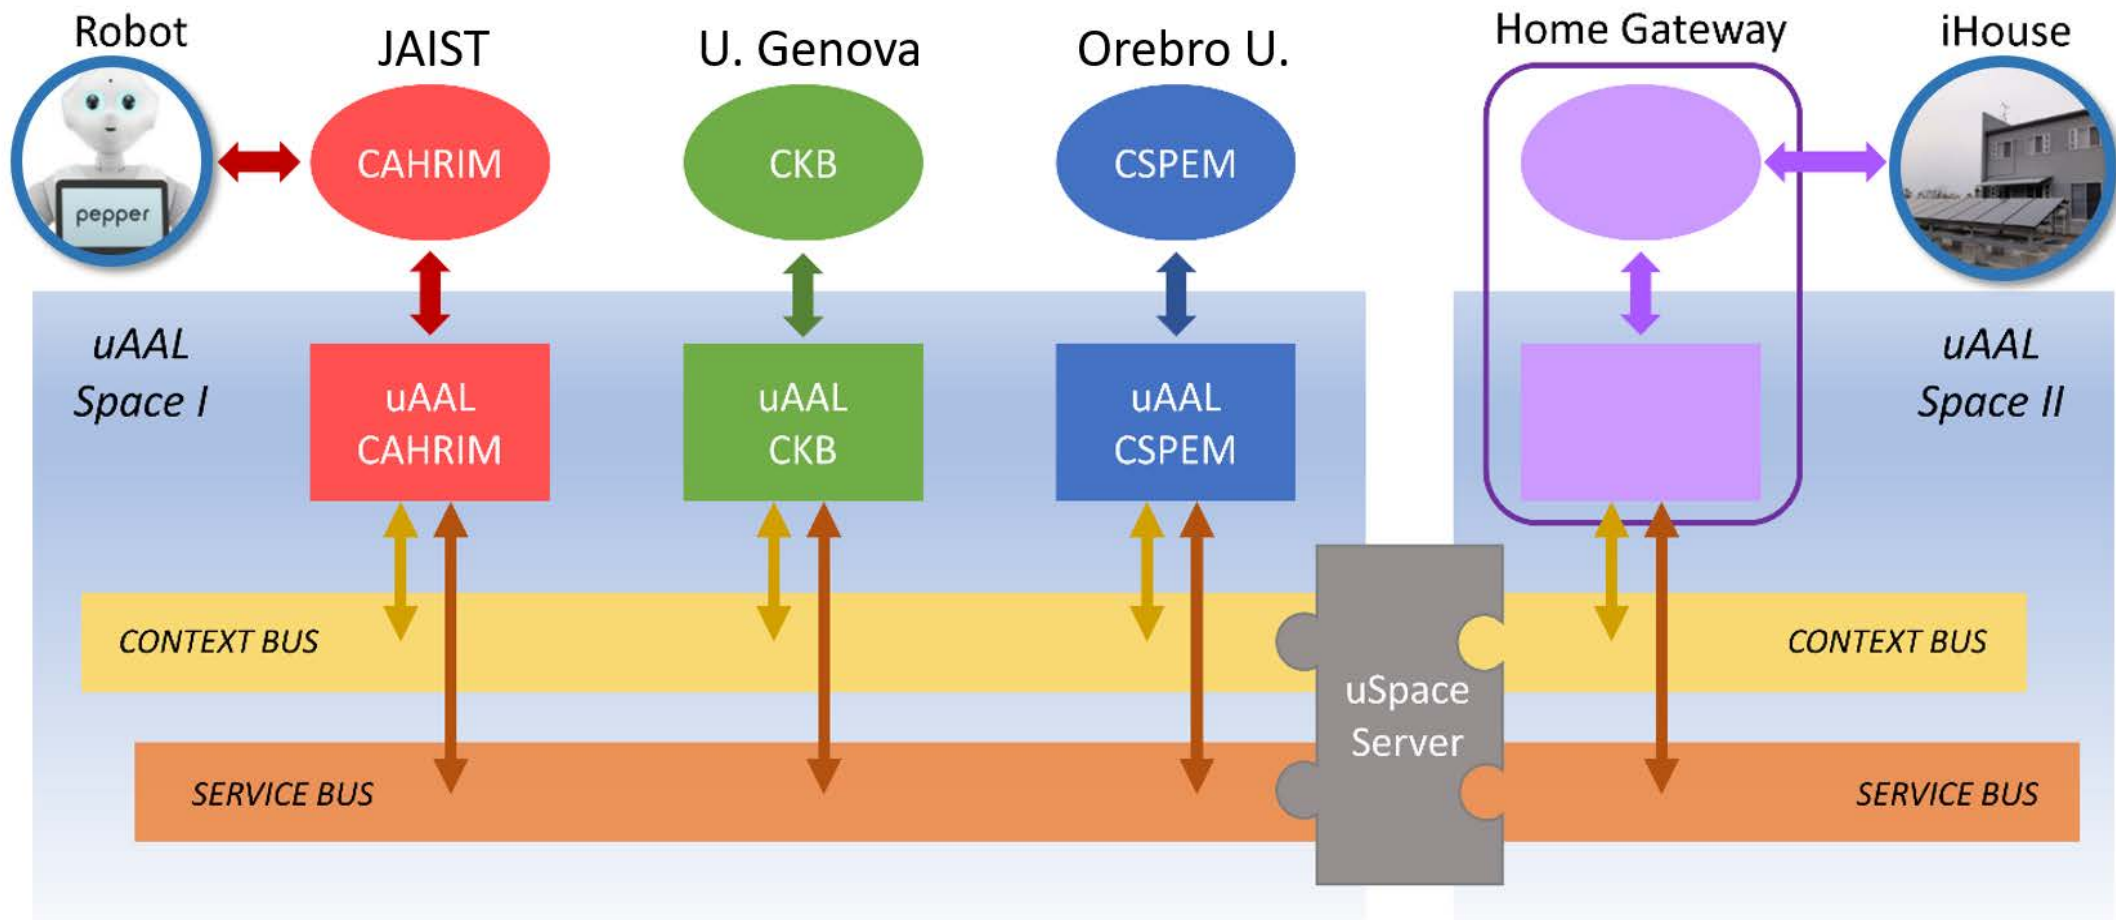 Robot
JAIST
U. Genova
Orebro U.
Home Gateway
iHouse
pepper
CAHRIM
CKB
CSPEM
uAAL
Space I
uAAL
CAHRIM
uAAL
CKB
uAAL
CSPEM
uAAL
Space II
CONTEXT BUS
CONTEXT BUS
uSpace
Server
SERVICE BUS
SERVICE BUS